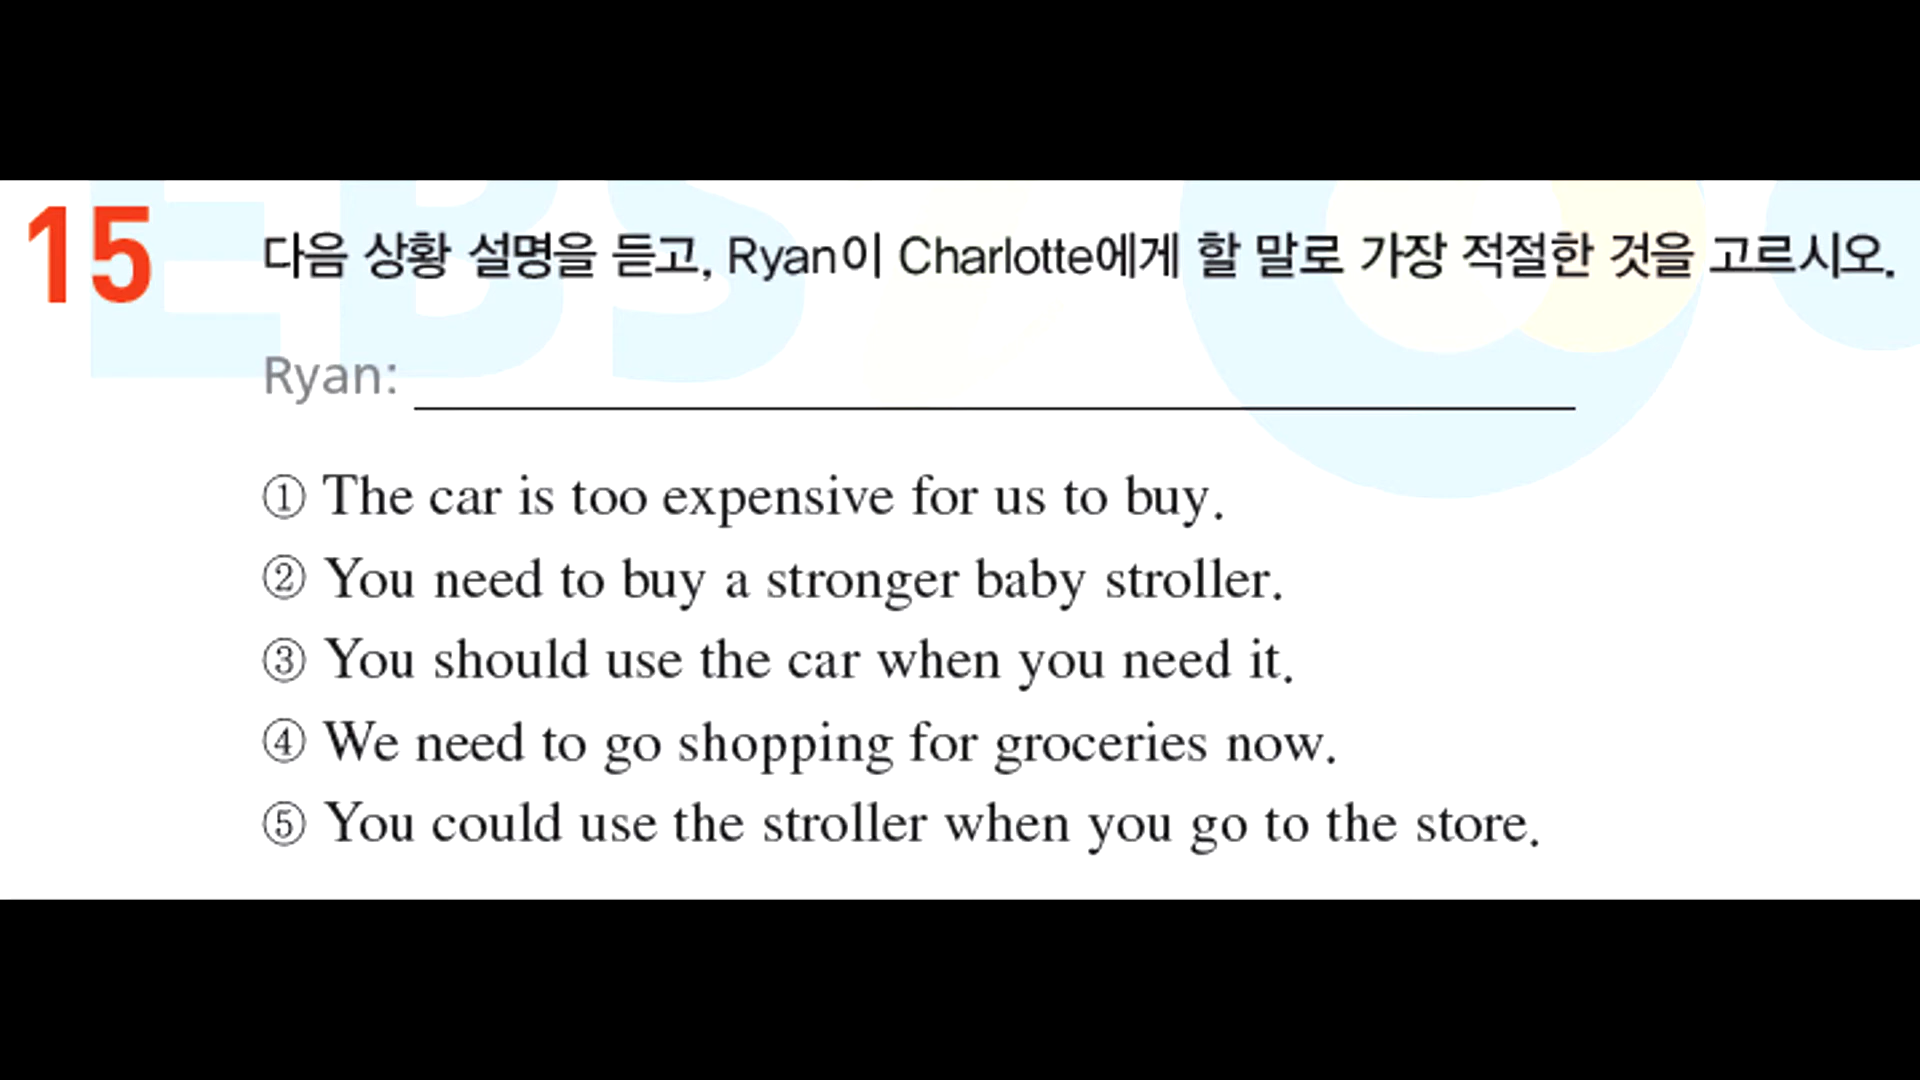 15 다음 상황 설명을 듣고, Ryan이 Charlotte에게 할 말로 가장 적절한 것을 고르시오.
Ryan:
① The car is too expensive for us to buy.
② You need to buy a stronger baby stroller.
③ You should use the car when you need it.
④ We need to go shopping for groceries now.
⑤ You could use the stroller when you go to the store.